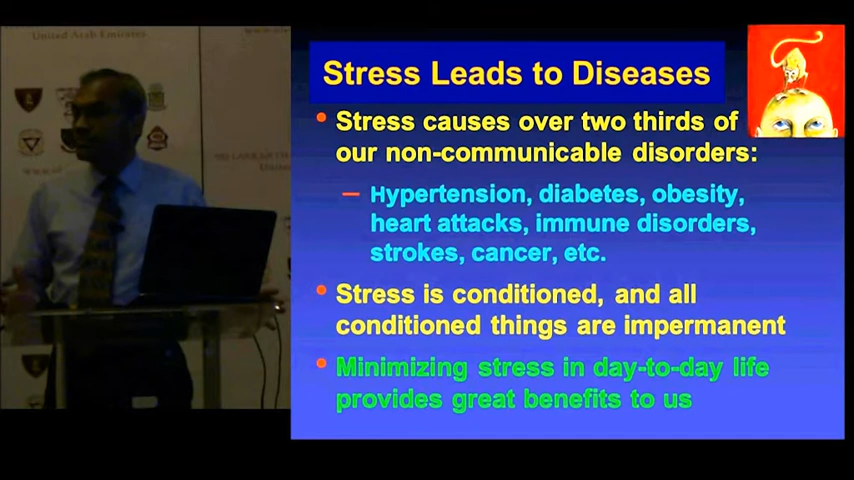 United Arab Emirates
Stress Leads to Diseases
• Stress causes over two thirds of
our non-communicable disorders:
– Hypertension, diabetes, obesity,
heart attacks, immune disorders,
strokes, cancer, etc.
• Stress is conditioned, and all
conditioned things are impermanent
• Minimizing stress in day-to-day life
provides great benefits to us